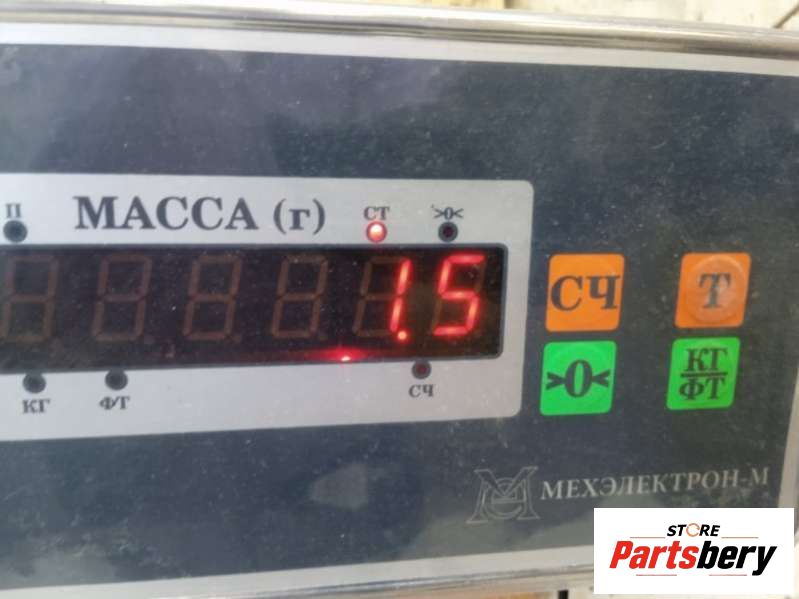 П МАССА (г) СТ >0<
1.5
КГ ФТ СЧ
СЧ Т
>0< КГ
ФТ
МЕХЭЛЕКТРОН-М
STORE
Partsbery